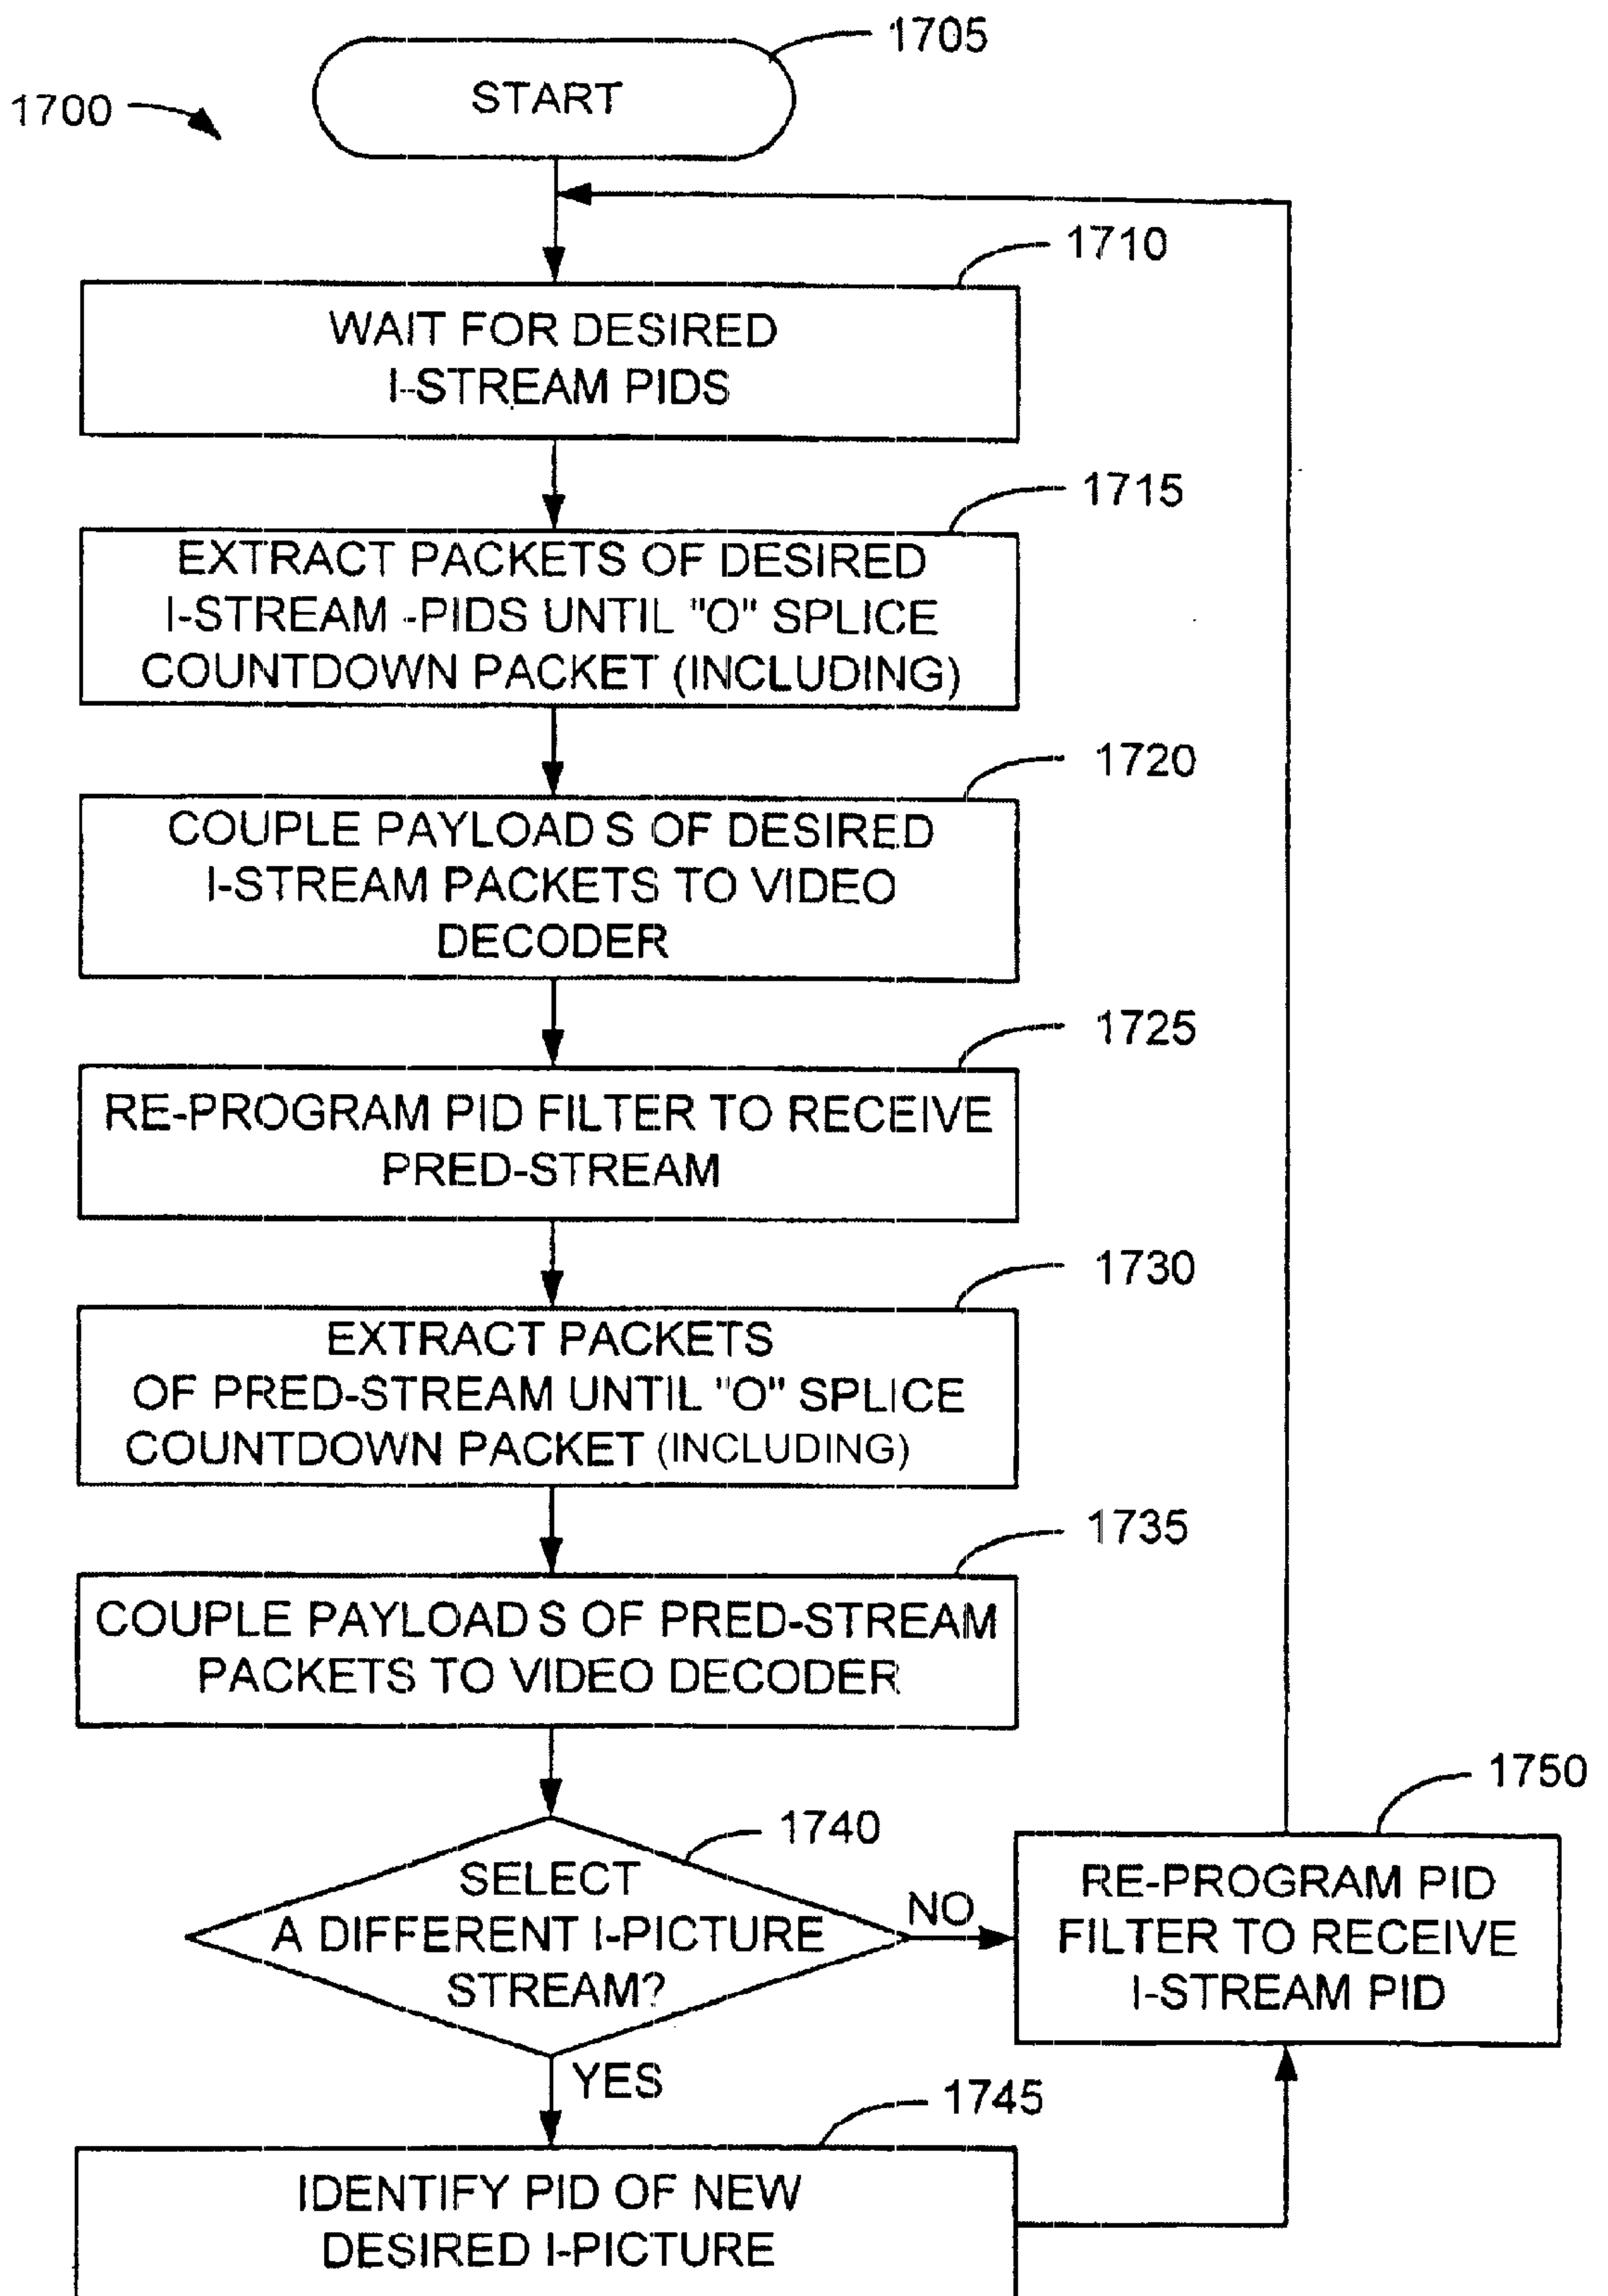 1705
START
1700
1710
WAIT FOR DESIRED
I-STREAM PIDS
1715
EXTRACT PACKETS OF DESIRED
I-STREAM -PIDS UNTIL "O" SPLICE
COUNTDOWN PACKET (INCLUDING)
1720
COUPLE PAYLOADS OF DESIRED
I-STREAM PACKETS TO VIDEO
DECODER
1725
RE-PROGRAM PID FILTER TO RECEIVE
PRED-STREAM
1730
EXTRACT PACKETS
OF PRED-STREAM UNTIL "O" SPLICE
COUNTDOWN PACKET (INCLUDING)
1735
COUPLE PAYLOADS OF PRED-STREAM
PACKETS TO VIDEO DECODER
1740
SELECT
A DIFFERENT I-PICTURE
STREAM?
NO
1750
RE-PROGRAM PID
FILTER TO RECEIVE
I-STREAM PID
YES
1745
IDENTIFY PID OF NEW
DESIRED I-PICTURE